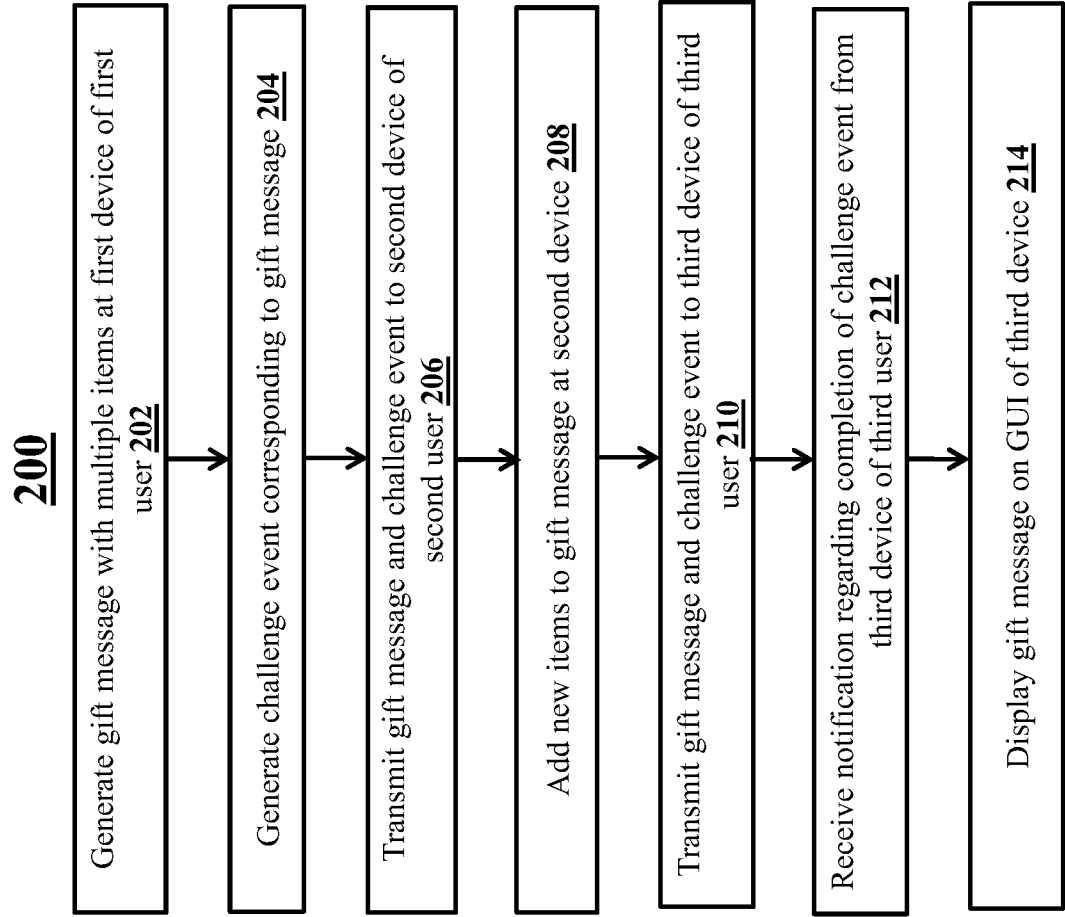 200
Generate gift message with multiple items at first device of first
user 202
Generate challenge event corresponding to gift message 204
Transmit gift message and challenge event to second device of
second user 206
Add new items to gift message at second device 208
Transmit gift message and challenge event to third device of third
user 210
Receive notification regarding completion of challenge event from
third device of third user 212
Display gift message on GUI of third device 214